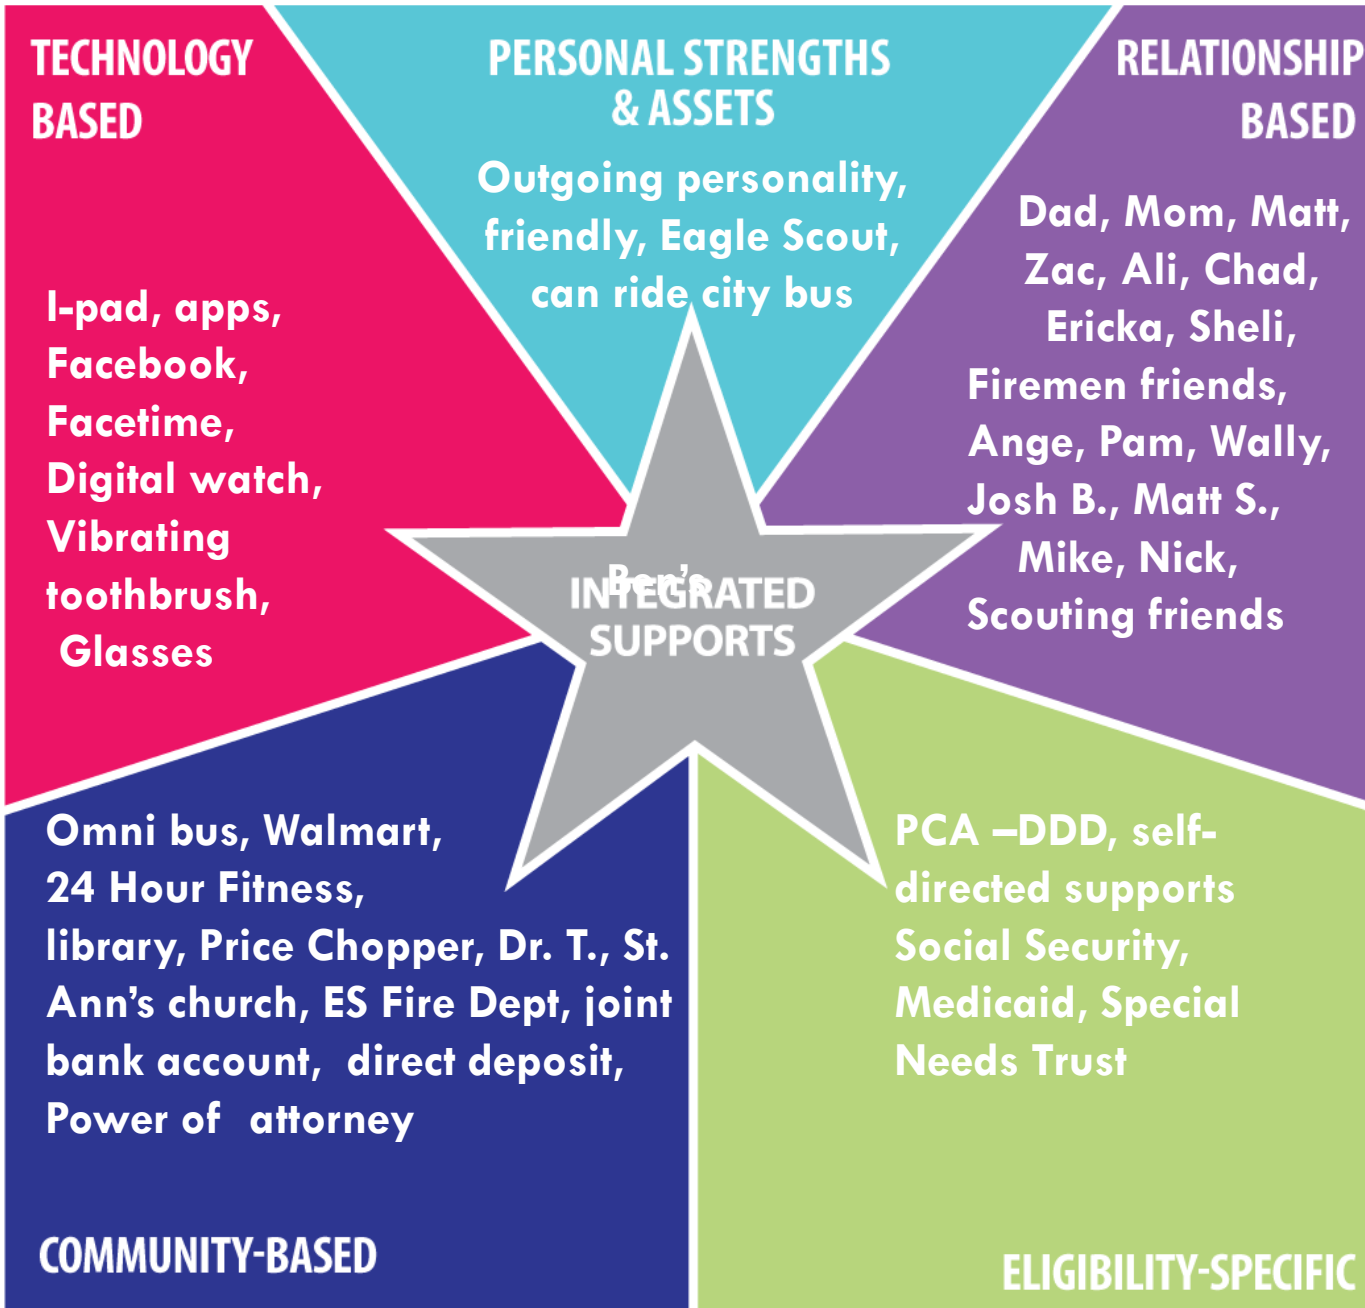 TECHNOLOGY
BASED
I-pad, apps,
Facebook,
Facetime,
Digital watch,
Vibrating
toothbrush,
Glasses
PERSONAL STRENGTHS
& ASSETS
Outgoing personality,
friendly, Eagle Scout,
can ride city bus
RELATIONSHIP
BASED
Dad, Mom, Matt,
Zac, Ali, Chad,
Ericka, Sheli,
Firemen friends,
Ange, Pam, Wally,
Josh B., Matt S.,
Mike, Nick,
Scouting friends
Ben's
INTEGRATED
SUPPORTS
Omni bus, Walmart,
24 Hour Fitness,
library, Price Chopper, Dr. T., St.
Ann's church, ES Fire Dept, joint
bank account, direct deposit,
Power of attorney
COMMUNITY-BASED
PCA –DDD, self-
directed supports
Social Security,
Medicaid, Special
Needs Trust
ELIGIBILITY-SPECIFIC